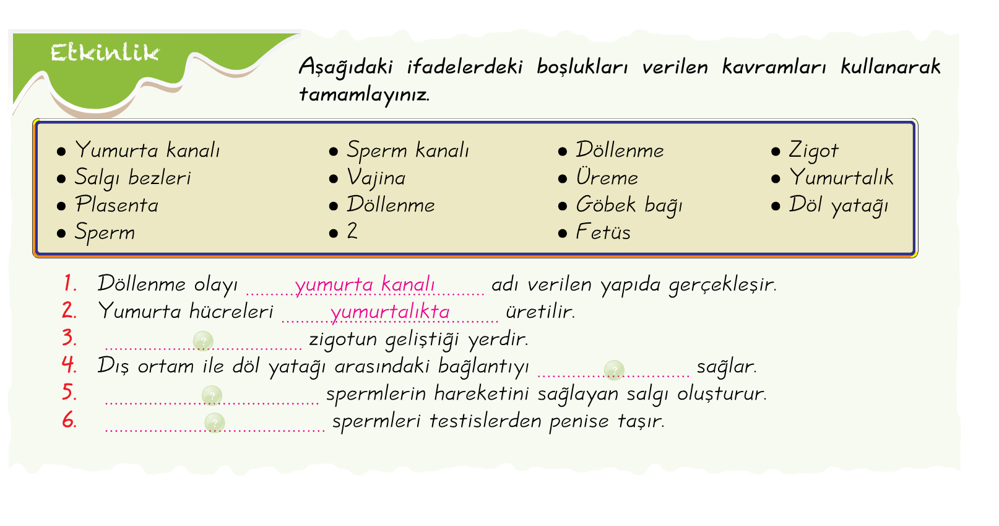 Etkinlik
Aşağıdaki ifadelerdeki boşlukları verilen kavramları kullanarak
tamamlayınız.
• Yumurta kanalı
• Salgı bezleri
• Plasenta
• Sperm
• Sperm kanalı
• Vajina
• Döllenme
• 2
• Döllenme
• Üreme
• Göbek bağı
• Fetüs
• Zigot
• Yumurtalık
• Döl yatağı
1. Döllenme olayı yumurta kanalı adı verilen yapıda gerçekleşir.
2. Yumurta hücreleri yumurtalıkta üretilir.
3. ........ ? ........ zigotun geliştiği yerdir.
4. Dış ortam ile döl yatağı arasındaki bağlantıyı ........ ? ........ sağlar.
5. ........ ? ........ spermlerin hareketini sağlayan salgı oluşturur.
6. ........ ? ........ spermleri testislerden penise taşır.